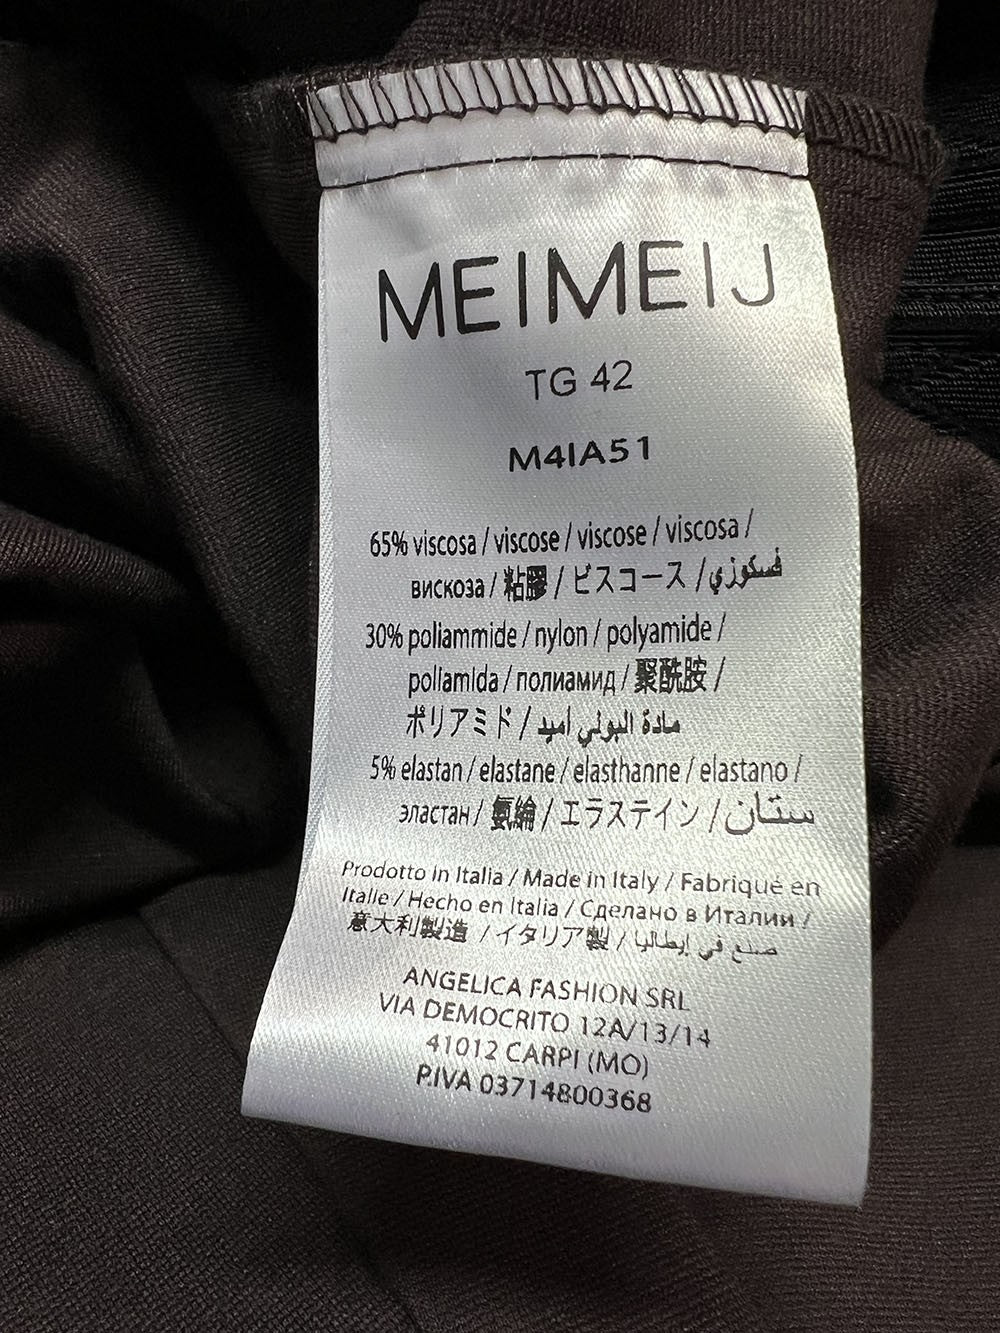 MEIMEIJ
TG 42
M4IA51
65% viscosa / viscose / viscose / viscosa /
вискоза / 粘膠 / ビスコース / فسكوزي
30% poliammide / nylon / polyamide /
poliamida / полиамид / 聚酰胺 /
ポリアミド / مادة البولي أميد
5% elastan / elastane / elasthanne / elastano /
эластан / 氨綸 / エラステイン / ستان
Prodotto in Italia / Made in Italy / Fabriqué en
Italie / Hecho en Italia / Сделано в Италии /
意大利製造 / イタリア製 / صنع في إيطاليا
ANGELICA FASHION SRL
VIA DEMOCRITO 12A/13/14
41012 CARPI (MO)
P.IVA 03714800368